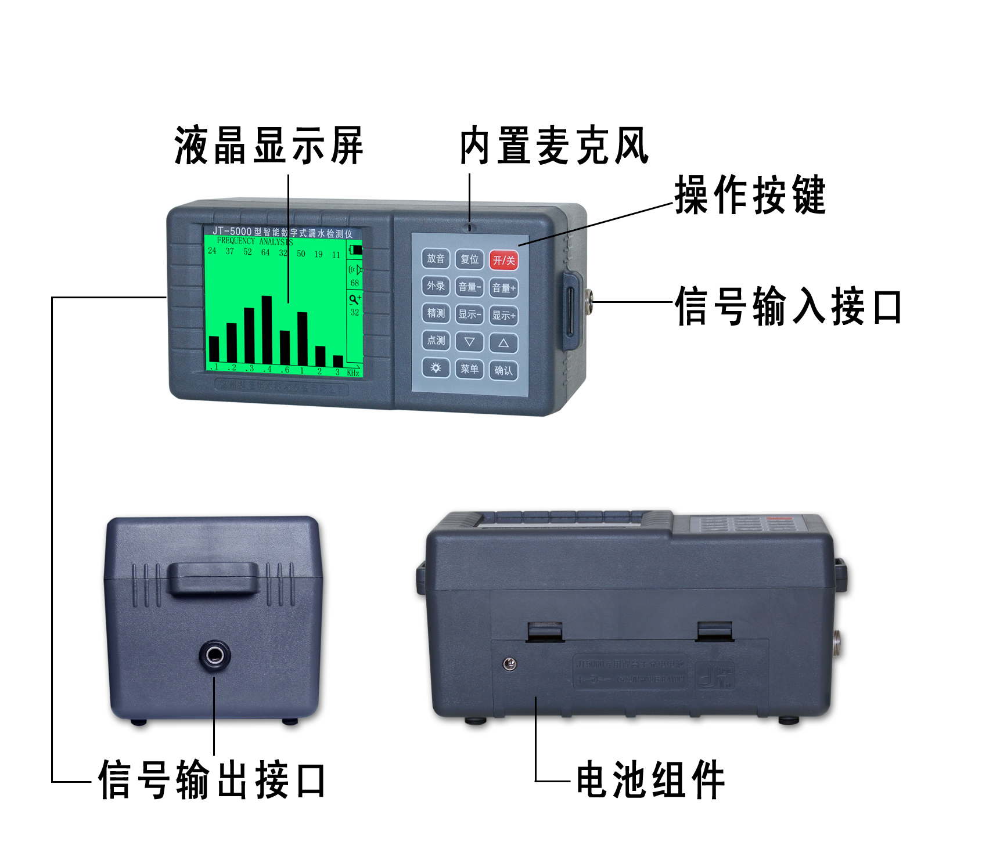 液晶显示屏
内置麦克风
操作按键
JT-5000型智能数字式漏水检测仪
FREQUENCY ANALYSIS
24 37 52 64 32 50 19 11
68
32
.1 .2 .3 .4 .6 1 2 3 KHz
放音 复位 开/关
外录 音量- 音量+
精测 显示- 显示+
点测
菜单 确认
信号输入接口
信号输出接口
电池组件